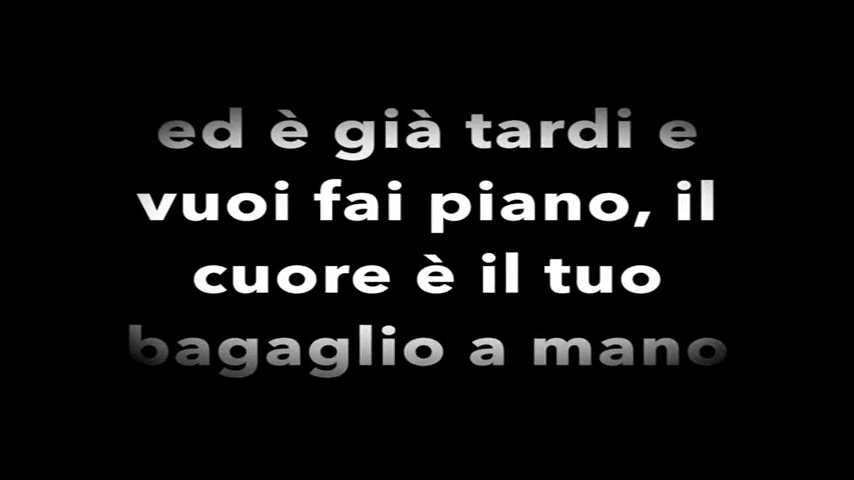 ed è già tardi e
vuoi fai piano, il
cuore è il tuo
bagaglio a mano